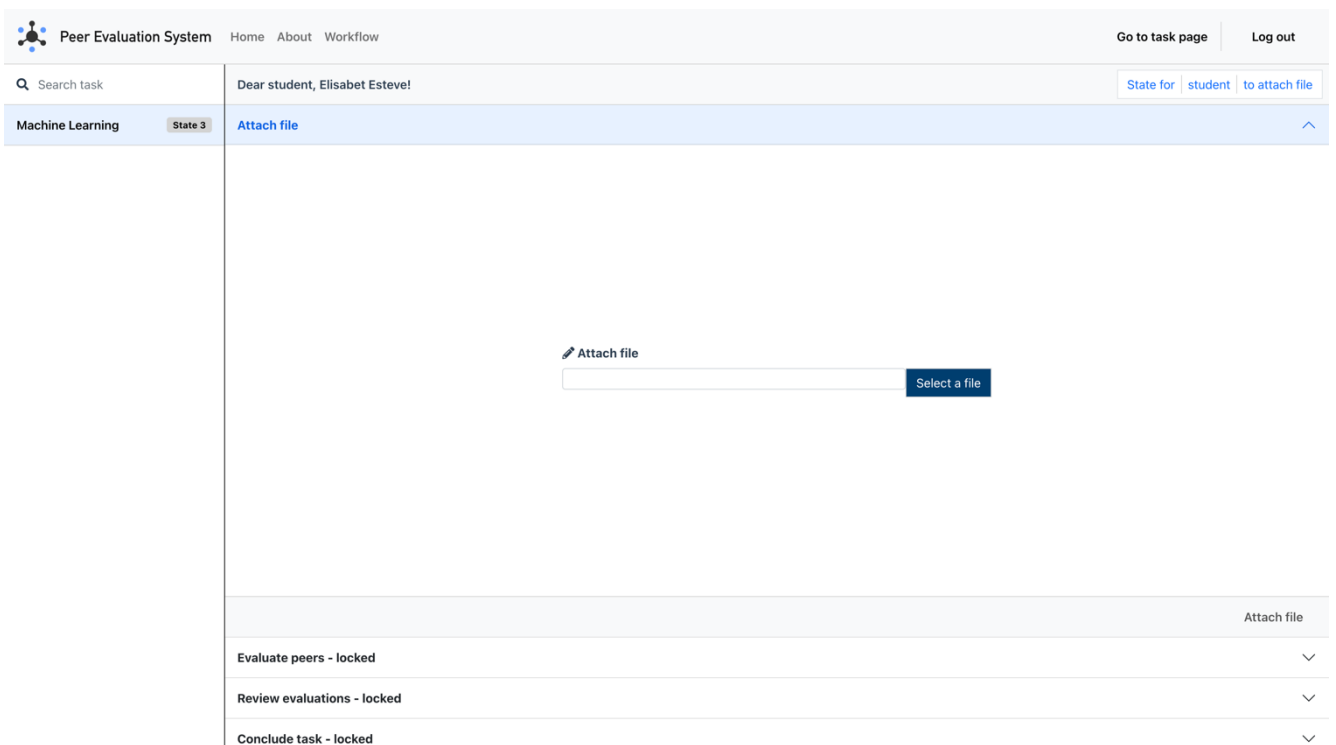 Peer Evaluation System Home About Workflow Go to task page Log out
Search task Dear student, Elisabet Esteve! State for student to attach file
Machine Learning State 3 Attach file
Attach file
Select a file
Attach file
Evaluate peers - locked
Review evaluations - locked
Conclude task - locked